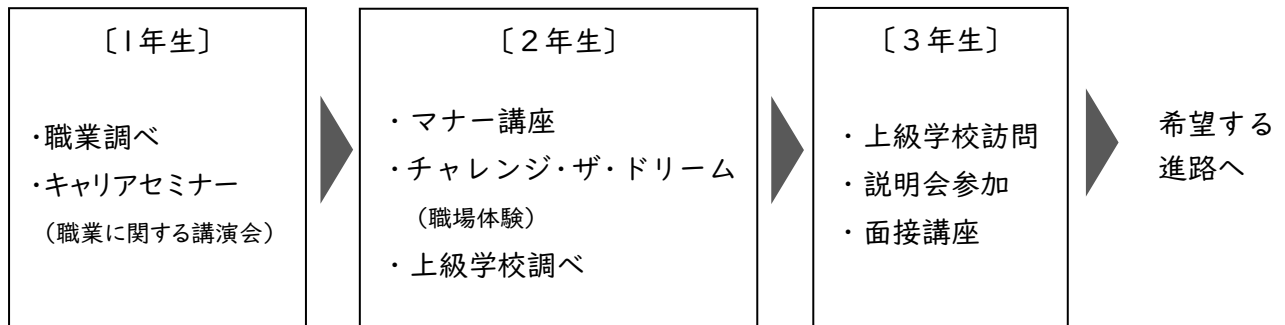 〔1年生〕
・職業調べ
・キャリアセミナー
（職業に関する講演会）
〔２年生〕
・マナー講座
・チャレンジ・ザ・ドリーム
（職場体験）
・上級学校調べ
〔３年生〕
・上級学校訪問
・説明会参加
・面接講座
希望する
進路へ